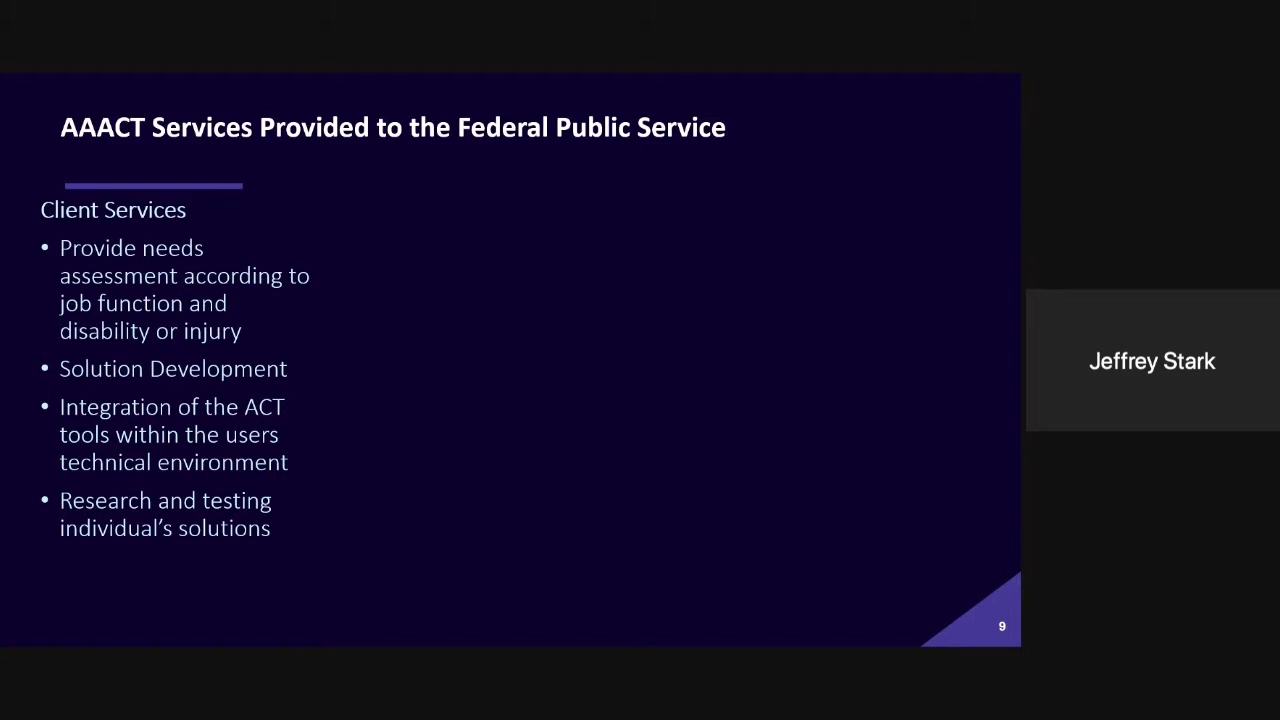 AAACT Services Provided to the Federal Public Service
Client Services
• Provide needs
assessment according to
job function and
disability or injury
• Solution Development
• Integration of the ACT
tools within the users
technical environment
• Research and testing
individual’s solutions
9
Jeffrey Stark